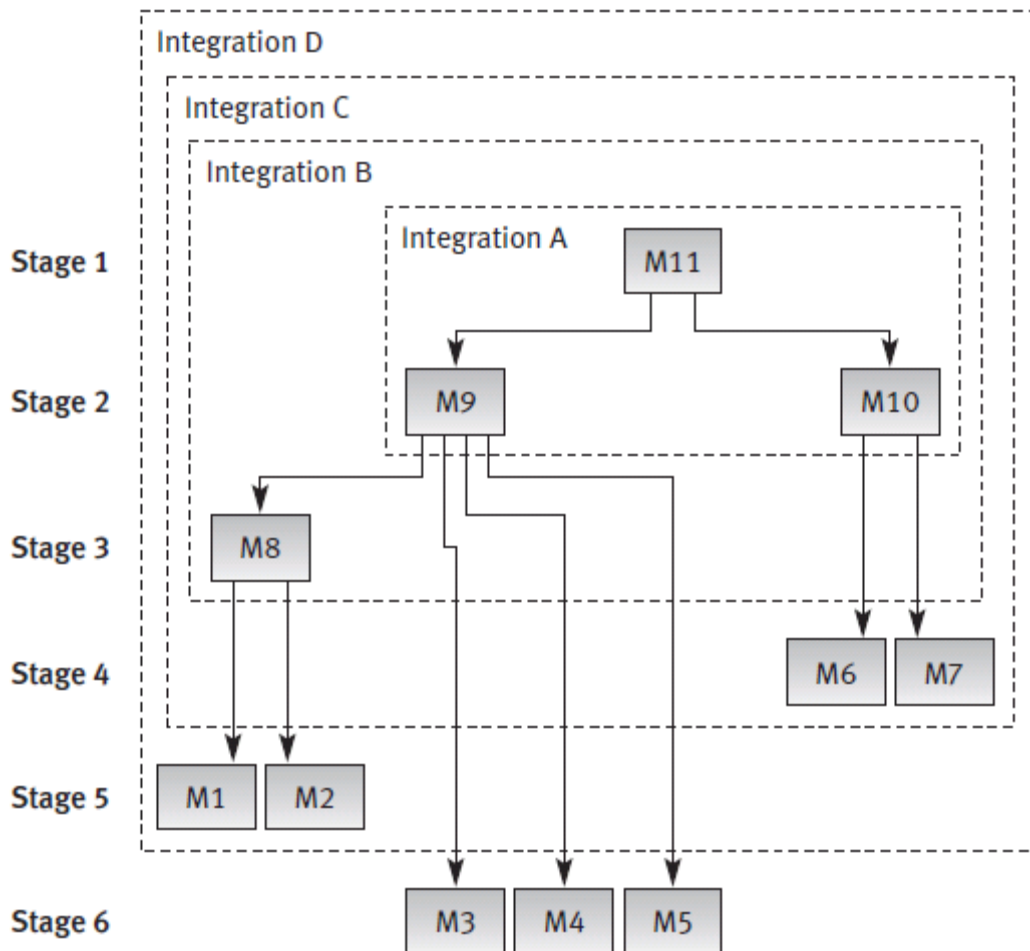 Integration D
Integration C
Integration B
Integration A
Stage 1
M11
Stage 2
M9
M10
Stage 3
M8
Stage 4
M6
M7
Stage 5
M1
M2
Stage 6
M3
M4
M5